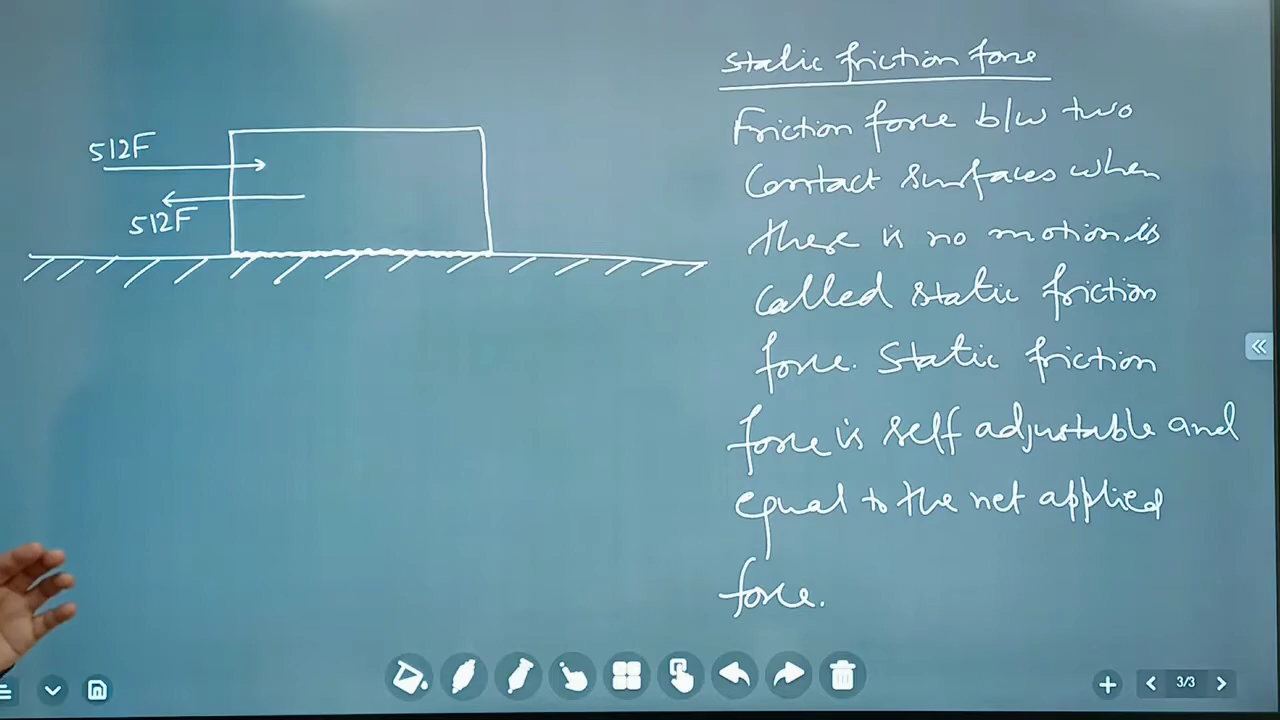 Static friction force
Friction force b/w two
Contact surfaces when
there is no motion is
called static friction
force. Static friction
force is self adjustable and
equal to the net applied
force.
512F
512F
3/3